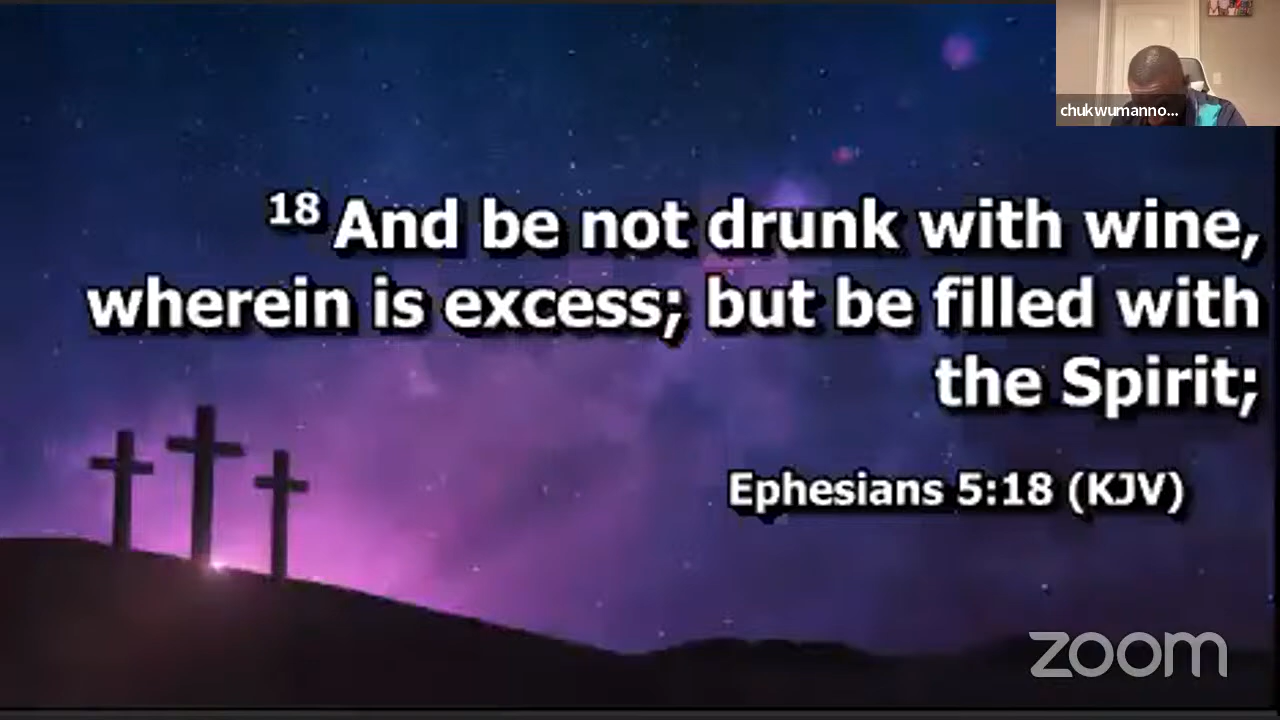 chukwumanno...
18 And be not drunk with wine,
wherein is excess; but be filled with
the Spirit;
Ephesians 5:18 (KJV)
zoom